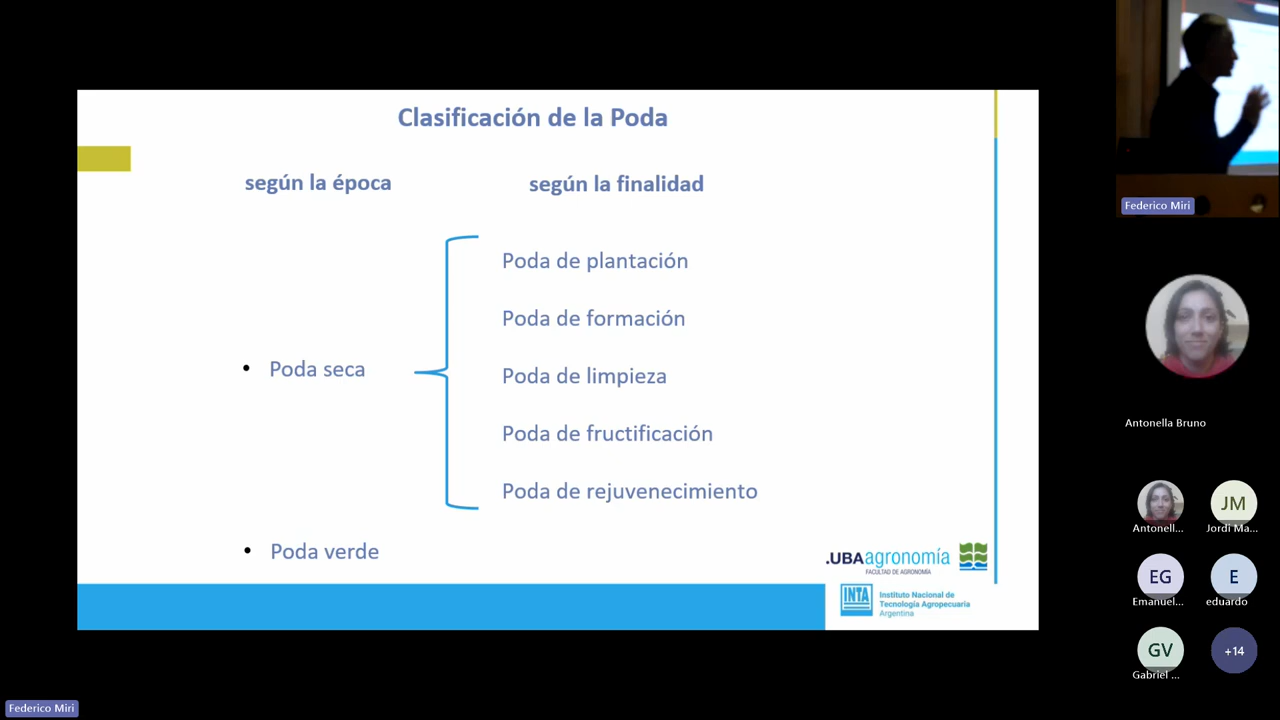 Clasificación de la Poda
según la época
según la finalidad
Poda de plantación
Poda de formación
• Poda seca
Poda de limpieza
Poda de fructificación
Poda de rejuvenecimiento
• Poda verde
.UBAagronomía
FACULTAD DE AGRONOMÍA
INTA
Instituto Nacional de
Tecnología Agropecuaria
Argentina
Federico Miri
Antonella Bruno
Antonell...
JM
Jordi Ma...
EG
Emanuel...
E
eduardo
GV
Gabriel ...
+14
Federico Miri